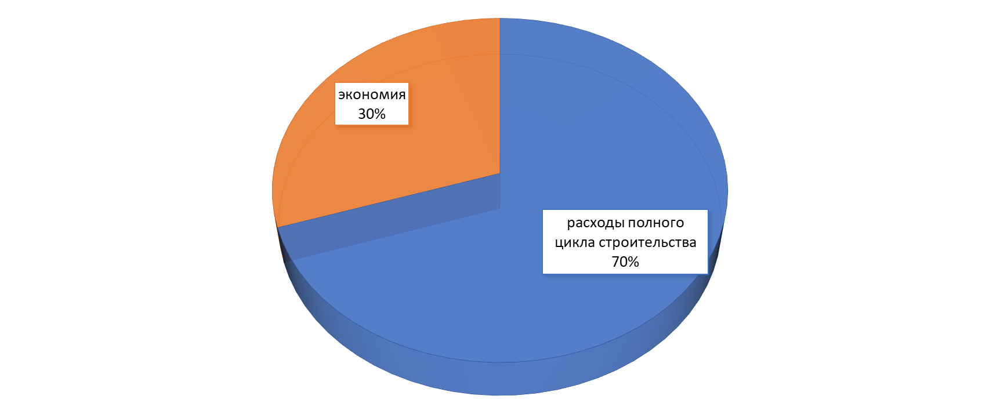 экономия
30%
расходы полного
цикла строительства
70%